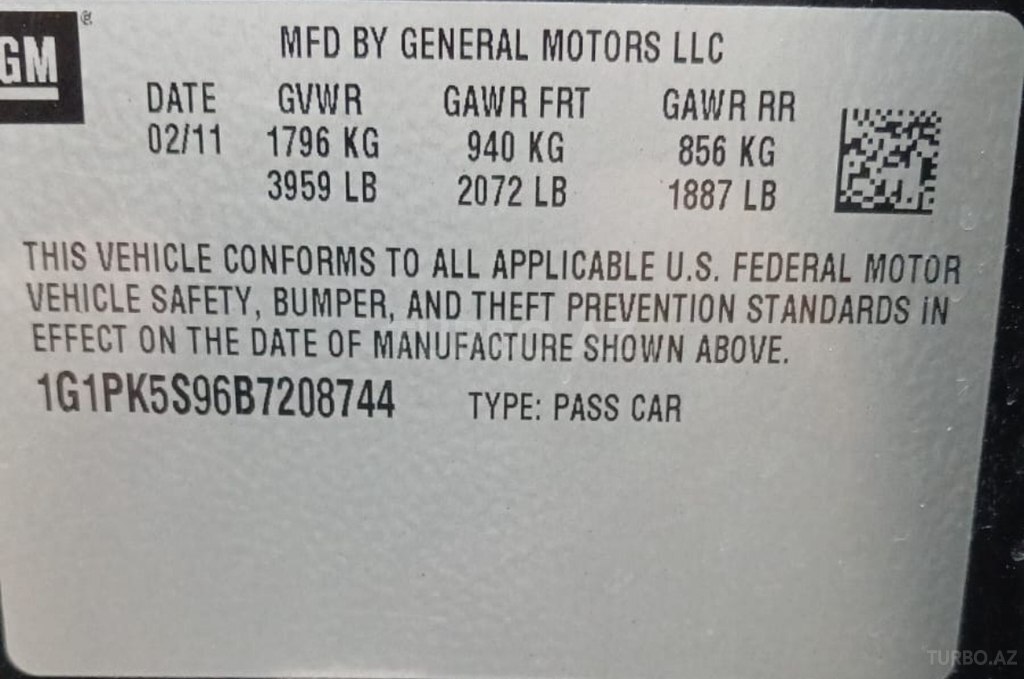 GM
MFD BY GENERAL MOTORS LLC
DATE GVWR GAWR FRT GAWR RR
02/11 1796 KG 940 KG 856 KG
3959 LB 2072 LB 1887 LB
THIS VEHICLE CONFORMS TO ALL APPLICABLE U.S. FEDERAL MOTOR
VEHICLE SAFETY, BUMPER, AND THEFT PREVENTION STANDARDS IN
EFFECT ON THE DATE OF MANUFACTURE SHOWN ABOVE.
1G1PK5S96B7208744 TYPE: PASS CAR
TURBO.AZ